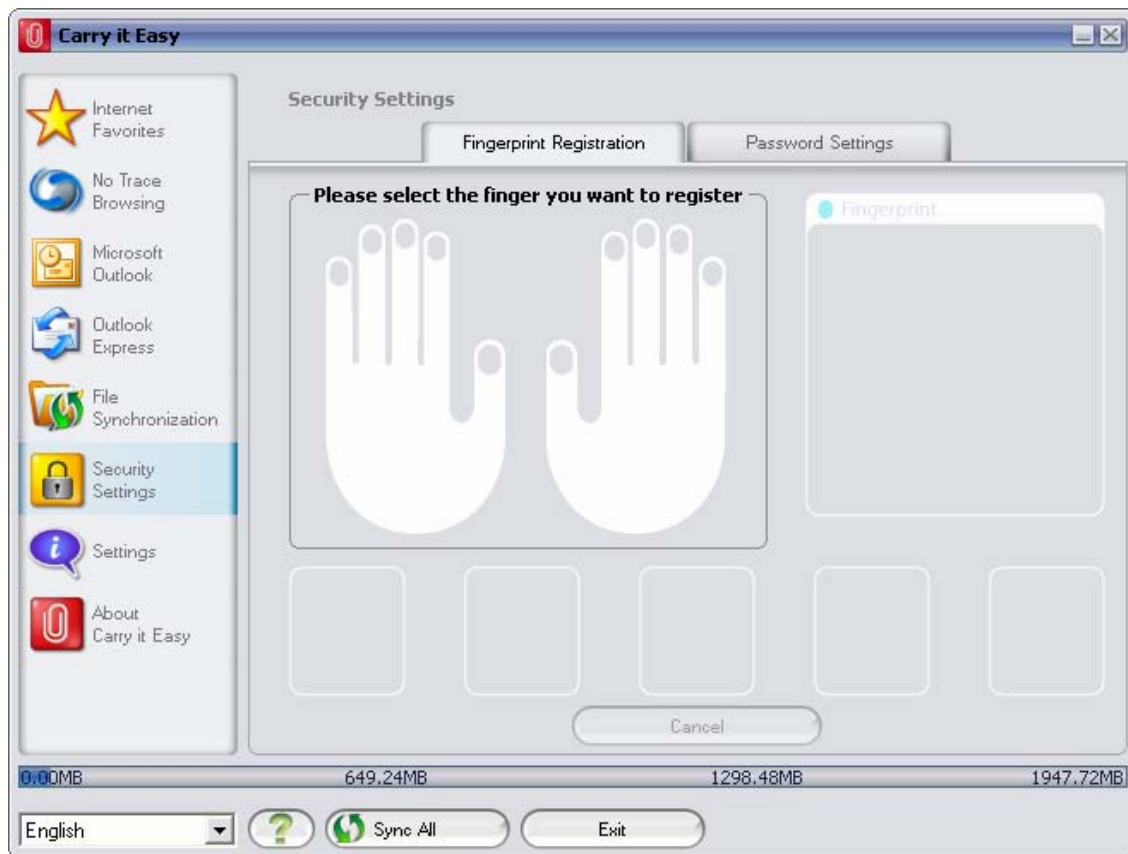 Carry it Easy
Internet
Favorites
No Trace
Browsing
Microsoft
Outlook
Outlook
Express
File
Synchronization
Security
Settings
Settings
About
Carry it Easy
Security Settings
Fingerprint Registration
Password Settings
Please select the finger you want to register
Fingerprint
Cancel
0.00MB 649.24MB 1298.48MB 1947.72MB
English
? Sync All
Exit